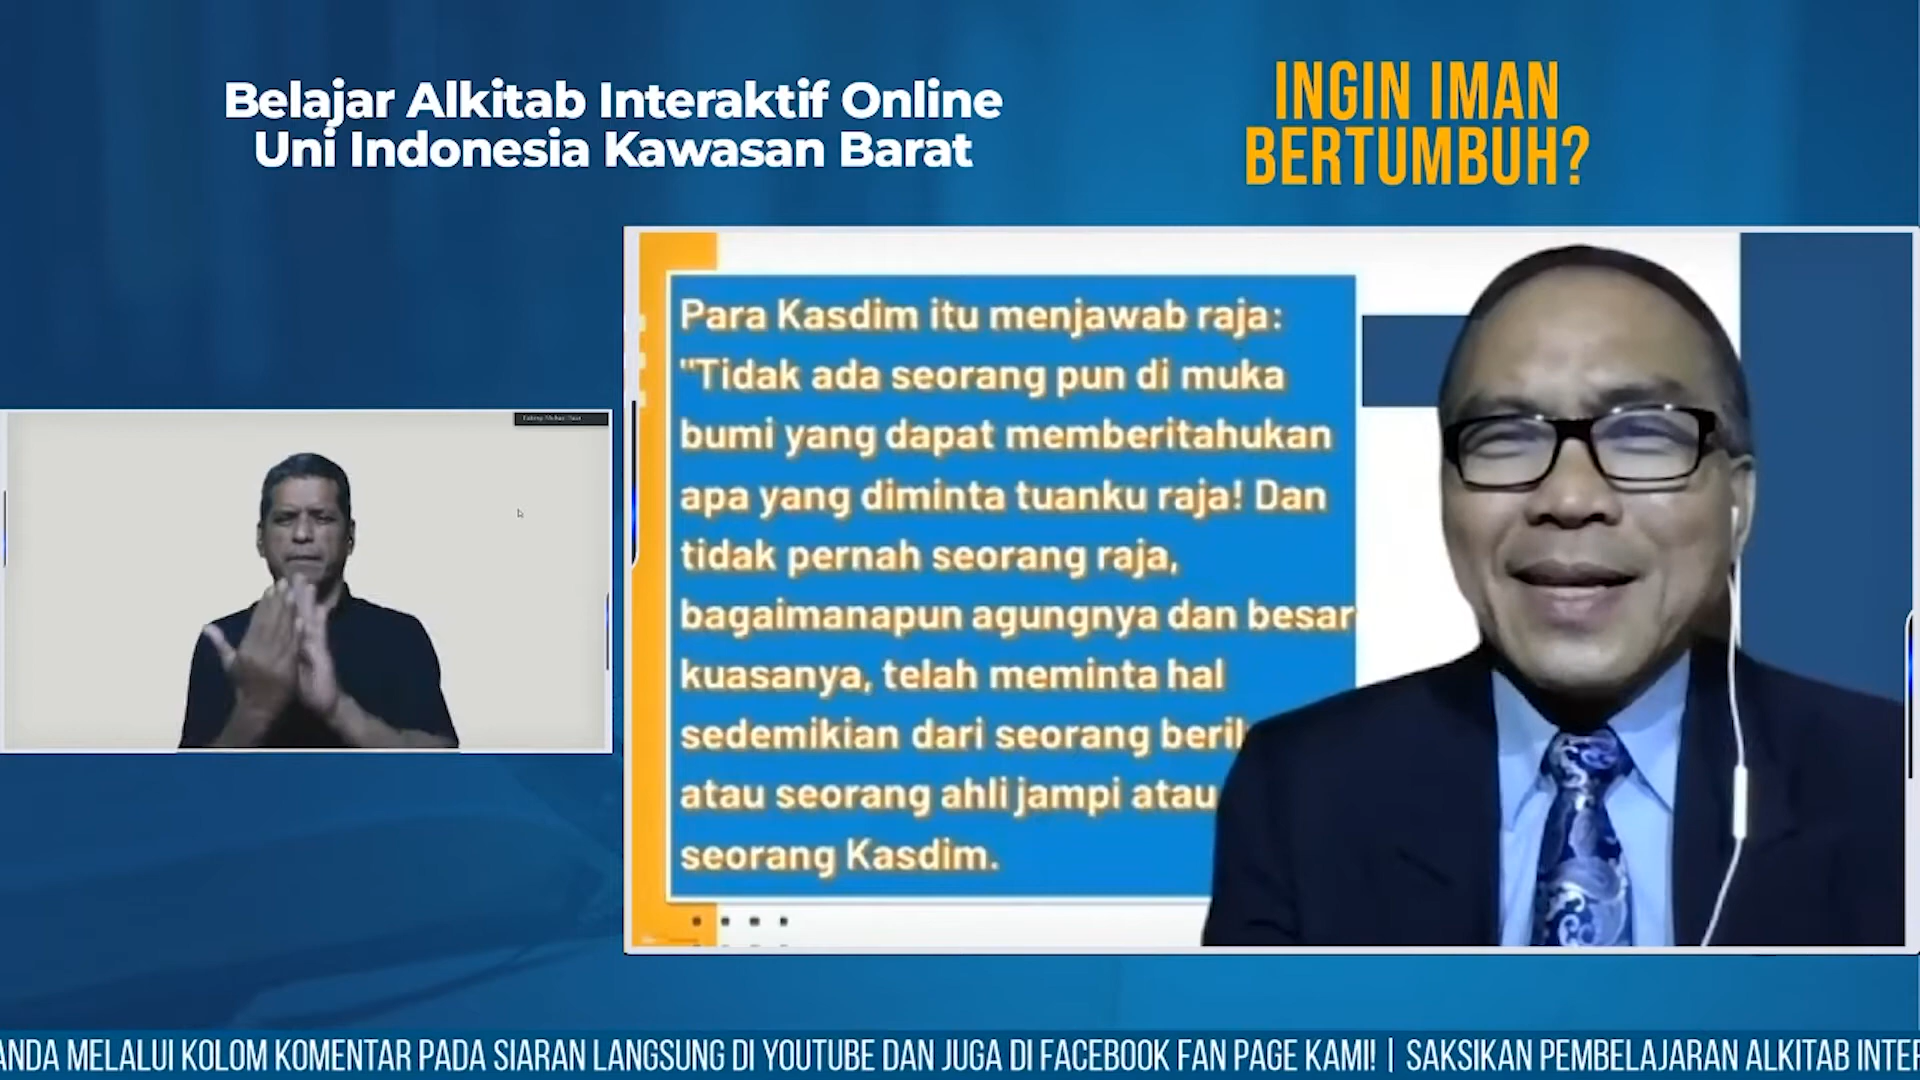 Belajar Alkitab Interaktif Online
Uni Indonesia Kawasan Barat
INGIN IMAN
BERTUMBUH?
Para Kasdim itu menjawab raja:
"Tidak ada seorang pun di muka
bumi yang dapat memberitahukan
apa yang diminta tuanku raja! Dan
tidak pernah seorang raja,
bagaimanapun agungnya dan besar
kuasanya, telah meminta hal
sedemikian dari seorang
atau seorang ahli jampi atau
seorang Kasdim.
ANDA MELALUI KOLOM KOMENTAR PADA SIARAN LANGSUNG DI YOUTUBE DAN JUGA DI FACEBOOK FAN PAGE KAMI! | SAKSIKAN PEMBELAJARAN ALKITAB INTER